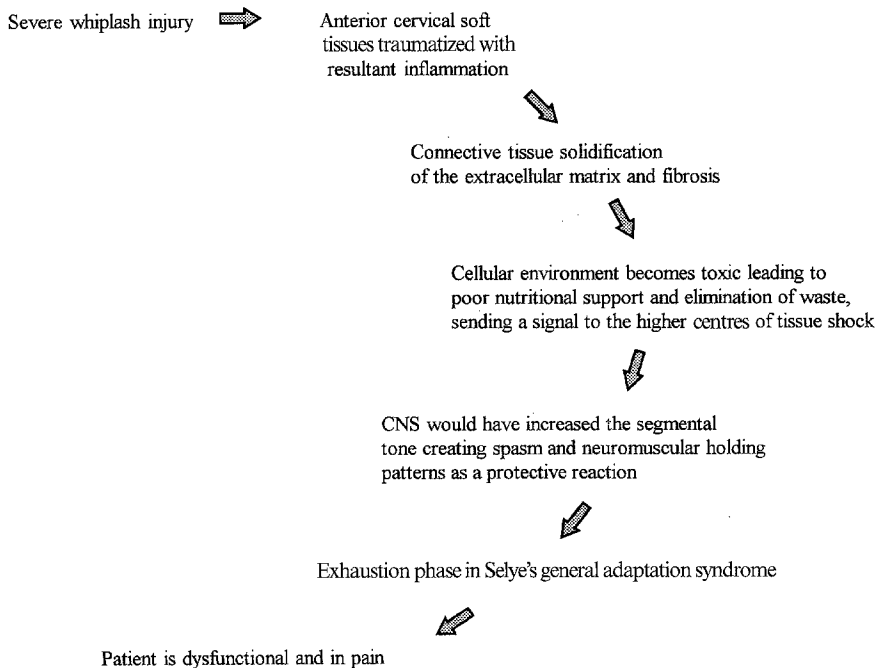 Severe whiplash injury
Anterior cervical soft
tissues traumatized with
resultant inflammation
Connective tissue solidification
of the extracellular matrix and fibrosis
Cellular environment becomes toxic leading to
poor nutritional support and elimination of waste,
sending a signal to the higher centres of tissue shock
CNS would have increased the segmental
tone creating spasm and neuromuscular holding
patterns as a protective reaction
Exhaustion phase in Selye's general adaptation syndrome
Patient is dysfunctional and in pain